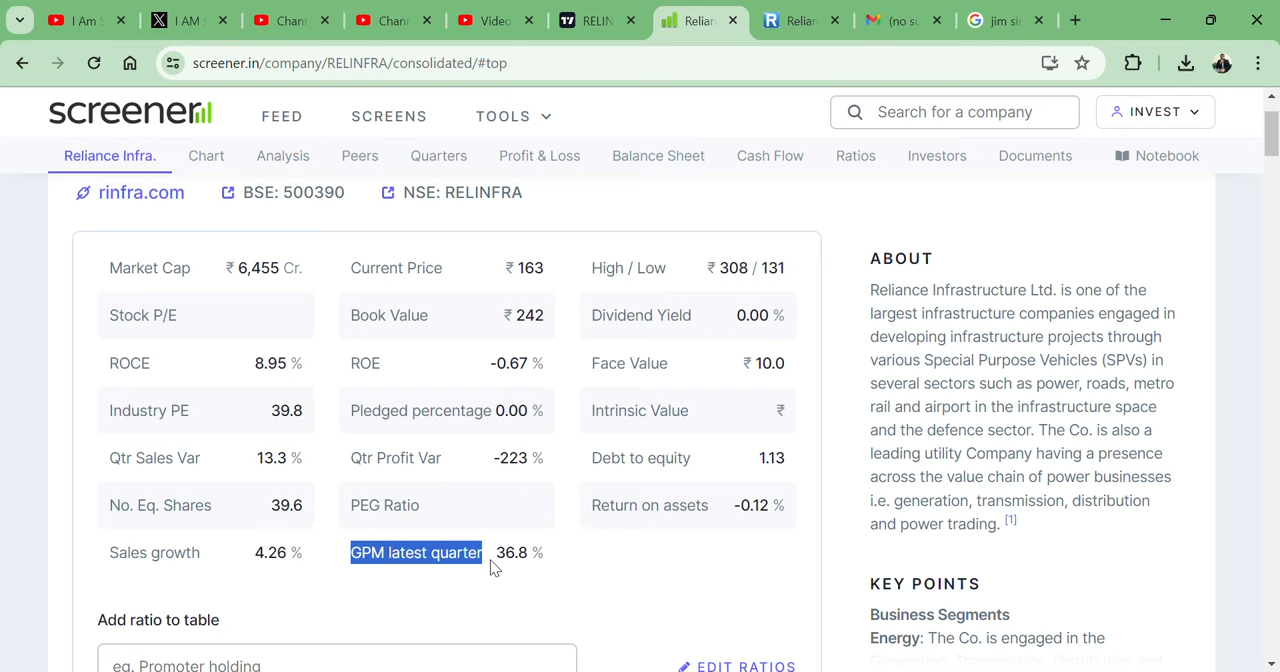 I Am
I AM
Chanu
Chann
Video
RELIN
Relian
Relian
(no su
jim si
screener.in/company/RELINFRA/consolidated/#top
screener
FEED
SCREENS
TOOLS
Search for a company
INVEST
Reliance Infra.
Chart
Analysis
Peers
Quarters
Profit & Loss
Balance Sheet
Cash Flow
Ratios
Investors
Documents
Notebook
rinfra.com
BSE: 500390
NSE: RELINFRA
Market Cap ₹ 6,455 Cr.
Current Price ₹ 163
High / Low ₹ 308 / 131
Stock P/E
Book Value ₹ 242
Dividend Yield 0.00 %
ROCE 8.95 %
ROE -0.67 %
Face Value ₹ 10.0
Industry PE 39.8
Pledged percentage 0.00 %
Intrinsic Value ₹
Qtr Sales Var 13.3 %
Qtr Profit Var -223 %
Debt to equity 1.13
No. Eq. Shares 39.6
PEG Ratio
Return on assets -0.12 %
Sales growth 4.26 %
GPM latest quarter 36.8 %
Add ratio to table
eg. Promoter holding
EDIT RATIOS
ABOUT
Reliance Infrastructure Ltd. is one of the
largest infrastructure companies engaged in
developing infrastructure projects through
various Special Purpose Vehicles (SPVs) in
several sectors such as power, roads, metro
rail and airport in the infrastructure space
and the defence sector. The Co. is also a
leading utility Company having a presence
across the value chain of power businesses
i.e. generation, transmission, distribution
and power trading. [1]
KEY POINTS
Business Segments
Energy: The Co. is engaged in the
Generation, Transmission, Distribution and